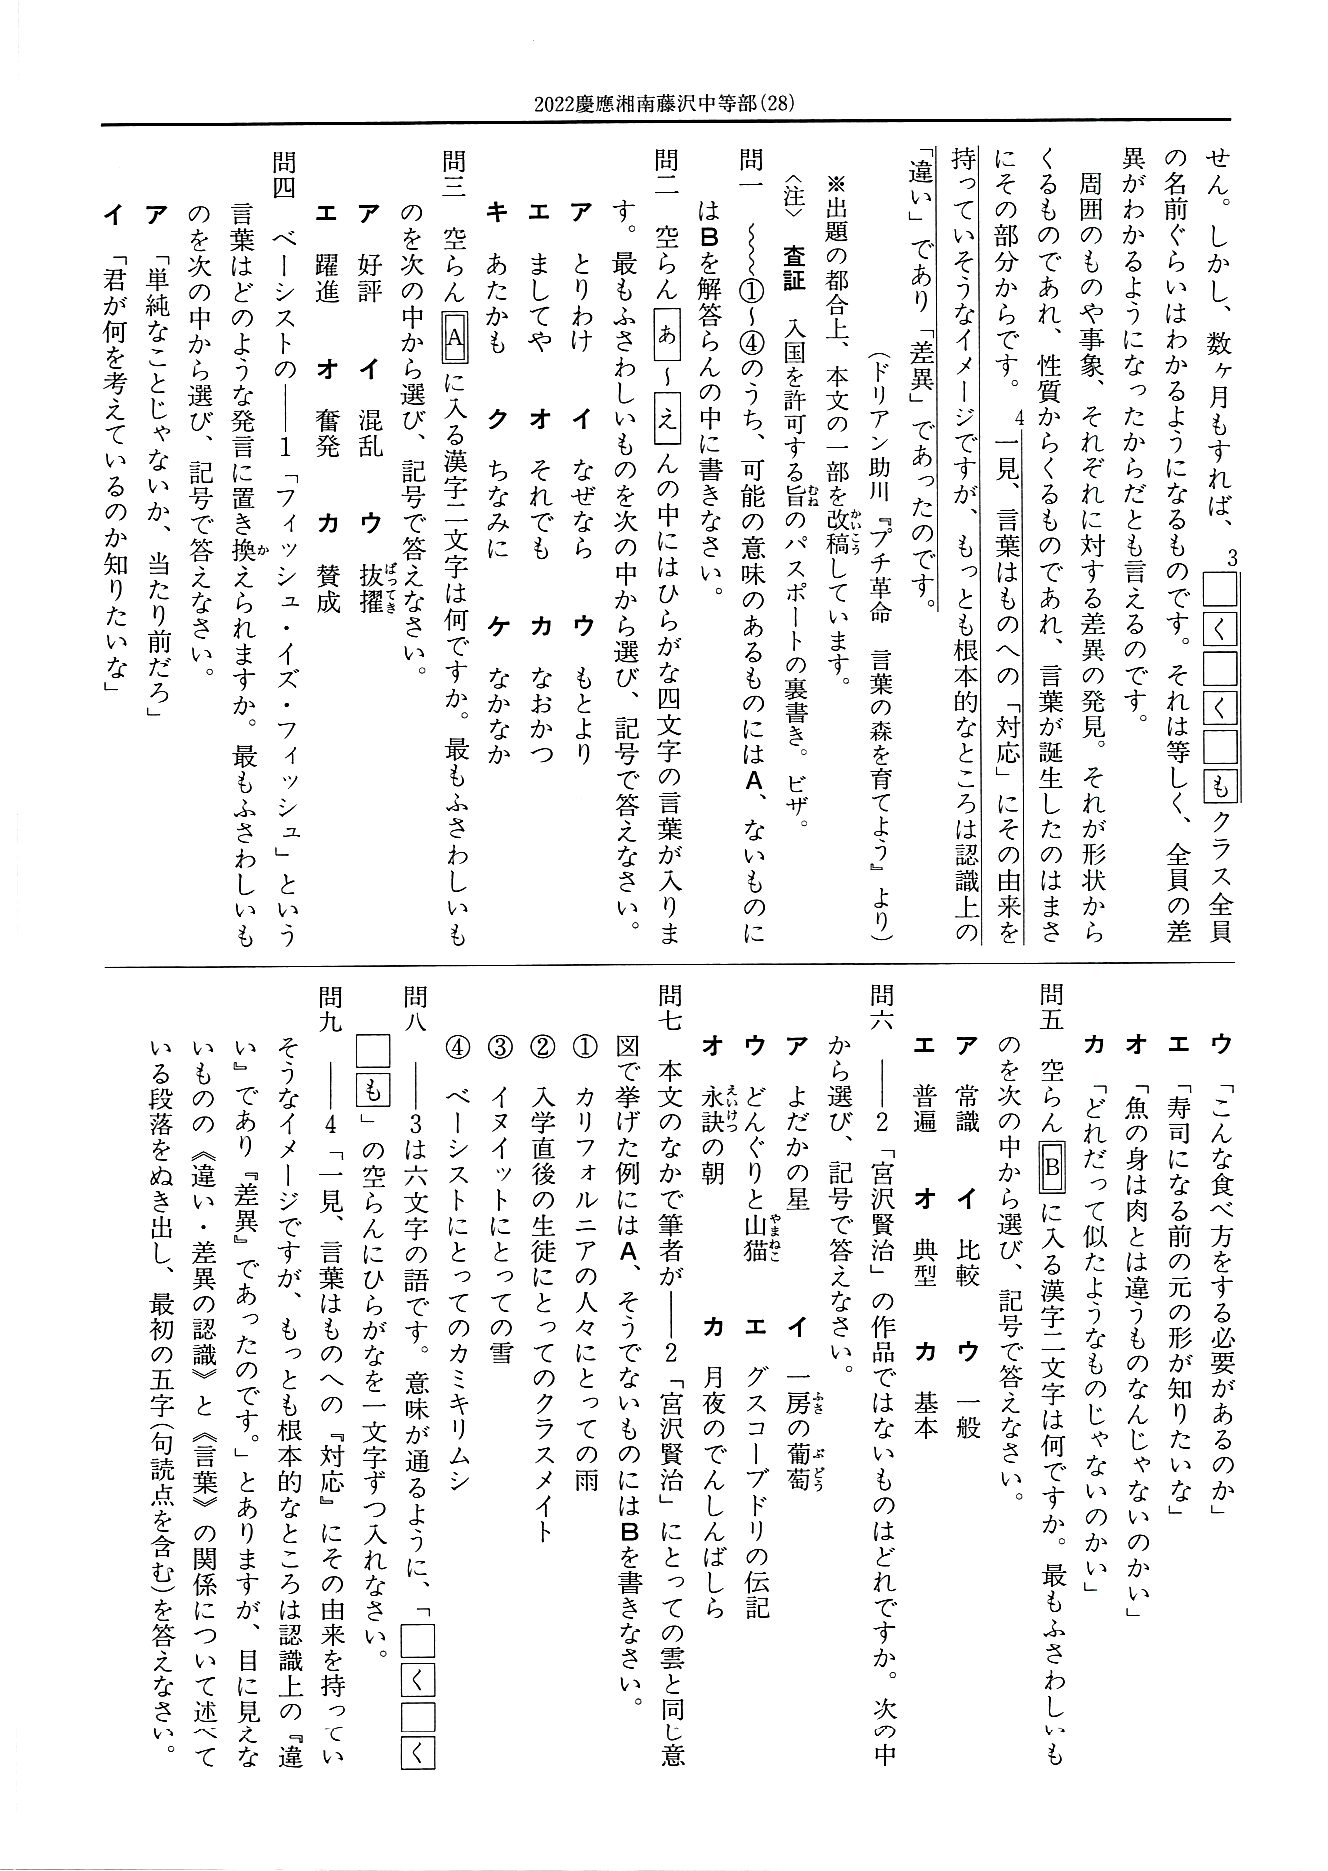 2022慶應湘南藤沢中等部(28)
せん。しかし、数ヶ月もすれば、3□く□く□もクラス全員
の名前ぐらいはわかるようになるものです。それは等しく、全員の差
異がわかるようになったからだとも言えるのです。
周囲のものや事象、それぞれに対する差異の発見。それが形状から
くるものであれ、性質からくるものであれ、言葉が誕生したのはまさ
にその部分からです。4一見、言葉はものへの「対応」にその由来を
持っていそうなイメージですが、もっとも根本的なところは認識上の
「違い」であり「差異」であったのです。
(ドリアン助川『プチ革命 言葉の森を育てよう』より)
※出題の都合上、本文の一部を改稿しています。
かいこう
〈注〉 査証 入国を許可する旨のパスポートの裏書き。ビザ。
むね
問一 ~~~①~④のうち、可能の意味のあるものにはA、ないものに
はBを解答らんの中に書きなさい。
問二 空らんあ~えんの中にはひらがな四文字の言葉が入りま
す。最もふさわしいものを次の中から選び、記号で答えなさい。
ア とりわけ イ なぜなら ウ もとより
エ ましてや オ それでも カ なおかつ
キ あたかも ク ちなみに ケ なかなか
問三 空らんAに入る漢字二文字は何ですか。最もふさわしいも
のを次の中から選び、記号で答えなさい。
ア 好評 イ 混乱 ウ 抜擢
ばってき
エ 躍進 オ 奮発 カ 賛成
問四 ベーシストの――1「フィッシュ・イズ・フィッシュ」という
言葉はどのような発言に置き換えられますか。最もふさわしいも
か
のを次の中から選び、記号で答えなさい。
ア 「単純なことじゃないか、当たり前だろ」
イ 「君が何を考えているのか知りたいな」
ウ 「こんな食べ方をする必要があるのか」
エ 「寿司になる前の元の形が知りたいな」
オ 「魚の身は肉とは違うものなんじゃないのかい」
カ 「どれだって似たようなものじゃないのかい」
問五 空らんBに入る漢字二文字は何ですか。最もふさわしいも
のを次の中から選び、記号で答えなさい。
ア 常識 イ 比較 ウ 一般
エ 普遍 オ 典型 カ 基本
問六 ――2「宮沢賢治」の作品ではないものはどれですか。次の中
から選び、記号で答えなさい。
ア よだかの星 イ 一房の葡萄
ふさ ぶどう
ウ どんぐりと山猫 エ グスコーブドリの伝記
やまねこ
オ 永訣の朝 カ 月夜のでんしんばしら
えいけつ
問七 本文のなかで筆者が――2「宮沢賢治」にとっての雲と同じ意
図で挙げた例にはA、そうでないものにはBを書きなさい。
① カリフォルニアの人々にとっての雨
② 入学直後の生徒にとってのクラスメイト
③ イヌイットにとっての雪
④ ベーシストにとってのカミキリムシ
問八 ――3は六文字の語です。意味が通るように、「□く□く
□も」の空らんにひらがなを一文字ずつ入れなさい。
問九 ――4「一見、言葉はものへの『対応』にその由来を持ってい
そうなイメージですが、もっとも根本的なところは認識上の『違
い』であり『差異』であったのです。」とありますが、目に見えな
いものの《違い・差異の認識》と《言葉》の関係について述べて
いる段落をぬき出し、最初の五字(句読点を含む)を答えなさい。